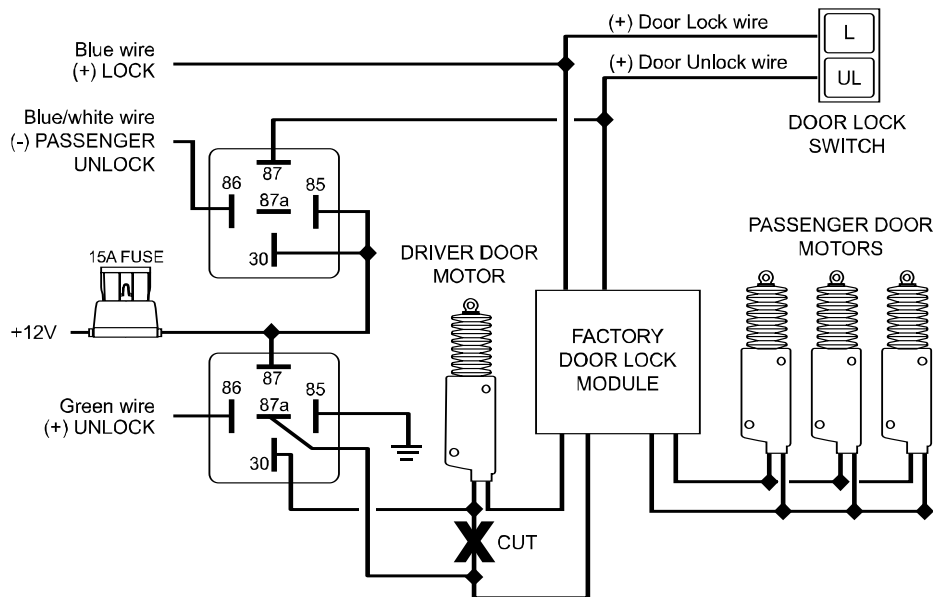 (+) Door Lock wire
L
Blue wire
(+) LOCK
(+) Door Unlock wire
UL
Blue/white wire
(-) PASSENGER
UNLOCK
DOOR LOCK
SWITCH
87
86
87a
85
30
15A FUSE
+12V
DRIVER DOOR
MOTOR
PASSENGER DOOR
MOTORS
FACTORY
DOOR LOCK
MODULE
87
86
87a
85
30
Green wire
(+) UNLOCK
CUT